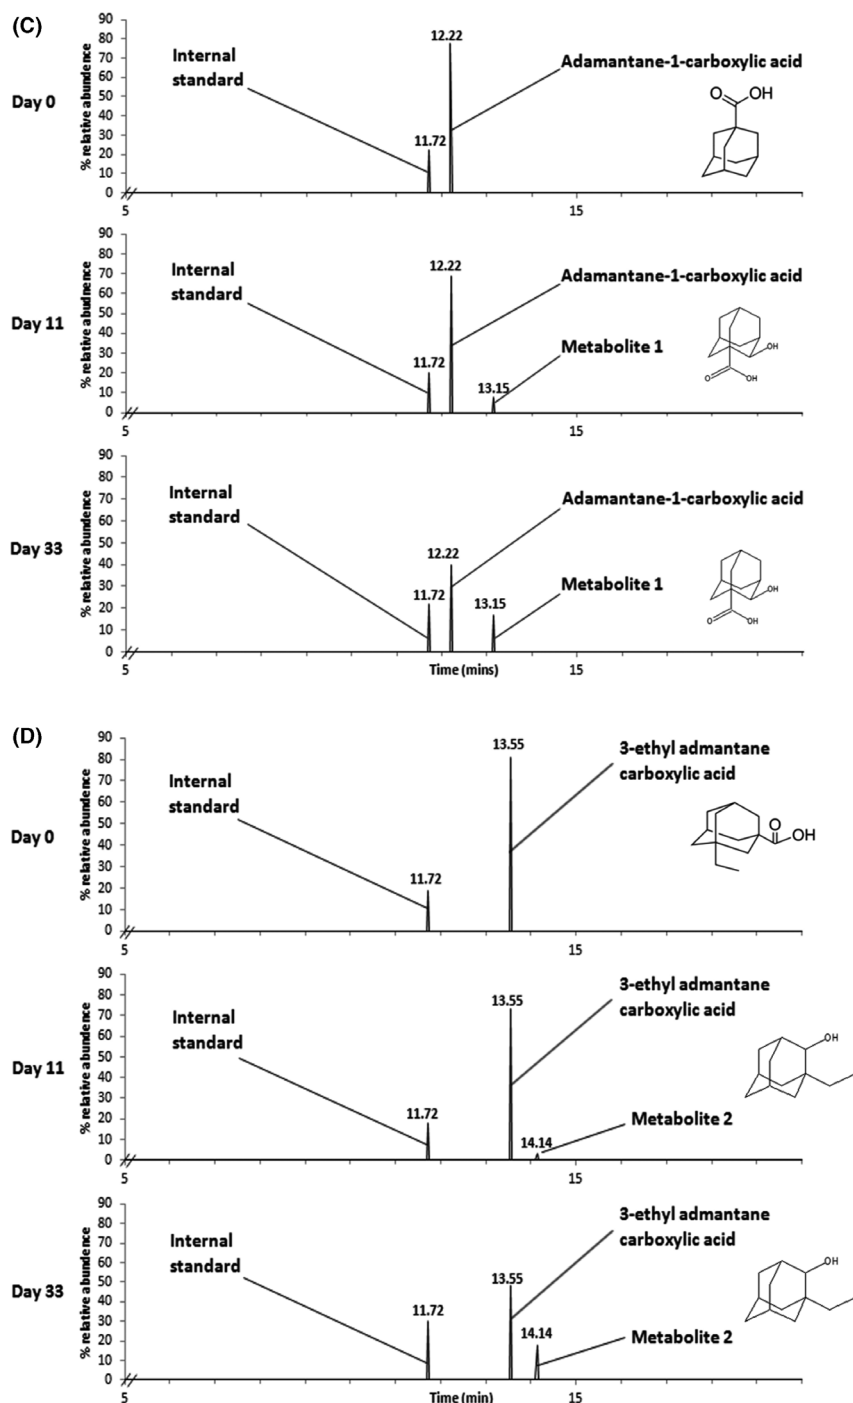 (C)
Day 0
% relative abundance
90
80
70
60
50
40
30
20
10
0
Internal
standard
11.72
12.22
Adamantane-1-carboxylic acid
O
OH
5
15
Day 11
% relative abudnence
90
80
70
60
50
40
30
20
10
0
Internal
standard
11.72
12.22
Adamantane-1-carboxylic acid
Metabolite 1
13.15
OH
O
OH
5
15
Day 33
% relative abundance
90
80
70
60
50
40
30
20
10
0
Internal
standard
11.72
12.22
Adamantane-1-carboxylic acid
Metabolite 1
13.15
OH
O
OH
5
Time (mins)
15
(D)
Day 0
% relative abundance
90
80
70
60
50
40
30
20
10
0
Internal
standard
11.72
13.55
3-ethyl admantane
carboxylic acid
O
OH
5
15
Day 11
% relative abundance
90
80
70
60
50
40
30
20
10
0
Internal
standard
11.72
13.55
3-ethyl admantane
carboxylic acid
OH
Metabolite 2
14.14
5
15
Day 33
% relative abundance
90
80
70
60
50
40
30
20
10
0
Internal
standard
11.72
13.55
3-ethyl admantane
carboxylic acid
OH
Metabolite 2
14.14
5
Time (min)
15